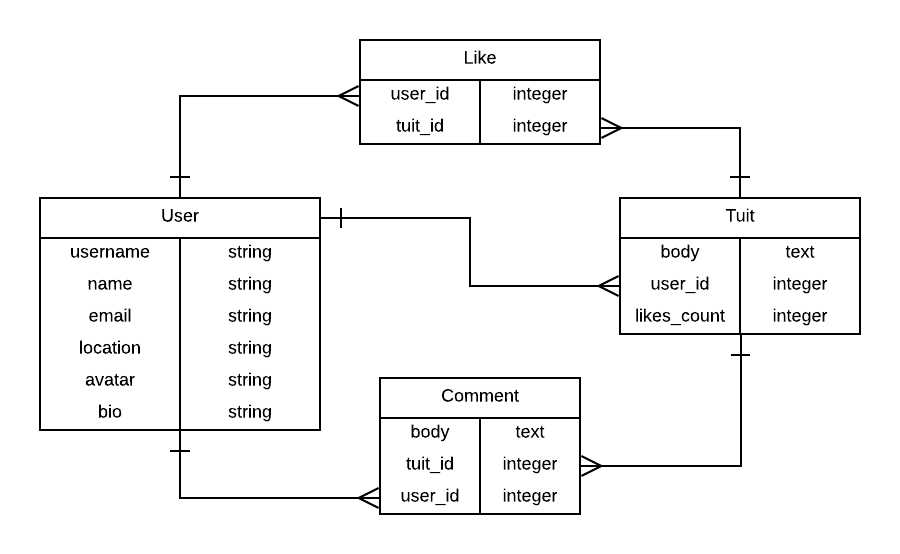 Like
user_id integer
tuit_id integer
User
username string
name string
email string
location string
avatar string
bio string
Tuit
body text
user_id integer
likes_count integer
Comment
body text
tuit_id integer
user_id integer